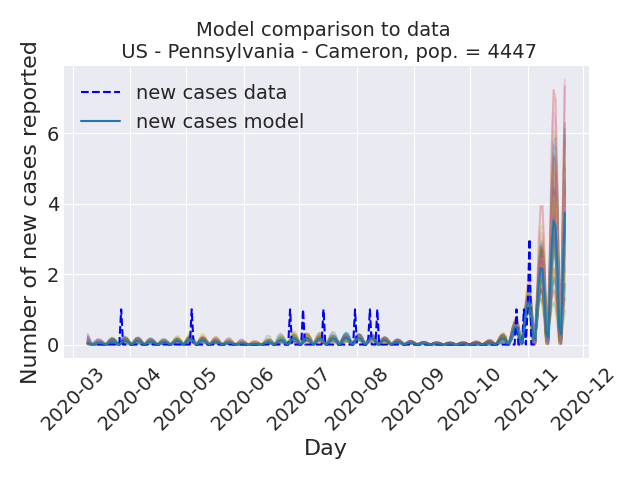 Model comparison to data
US - Pennsylvania - Cameron, pop. = 4447
Number of new cases reported
new cases data
new cases model
6
4
2
0
2020-03
2020-04
2020-05
2020-06
2020-07
2020-08
2020-09
2020-10
2020-11
2020-12
Day